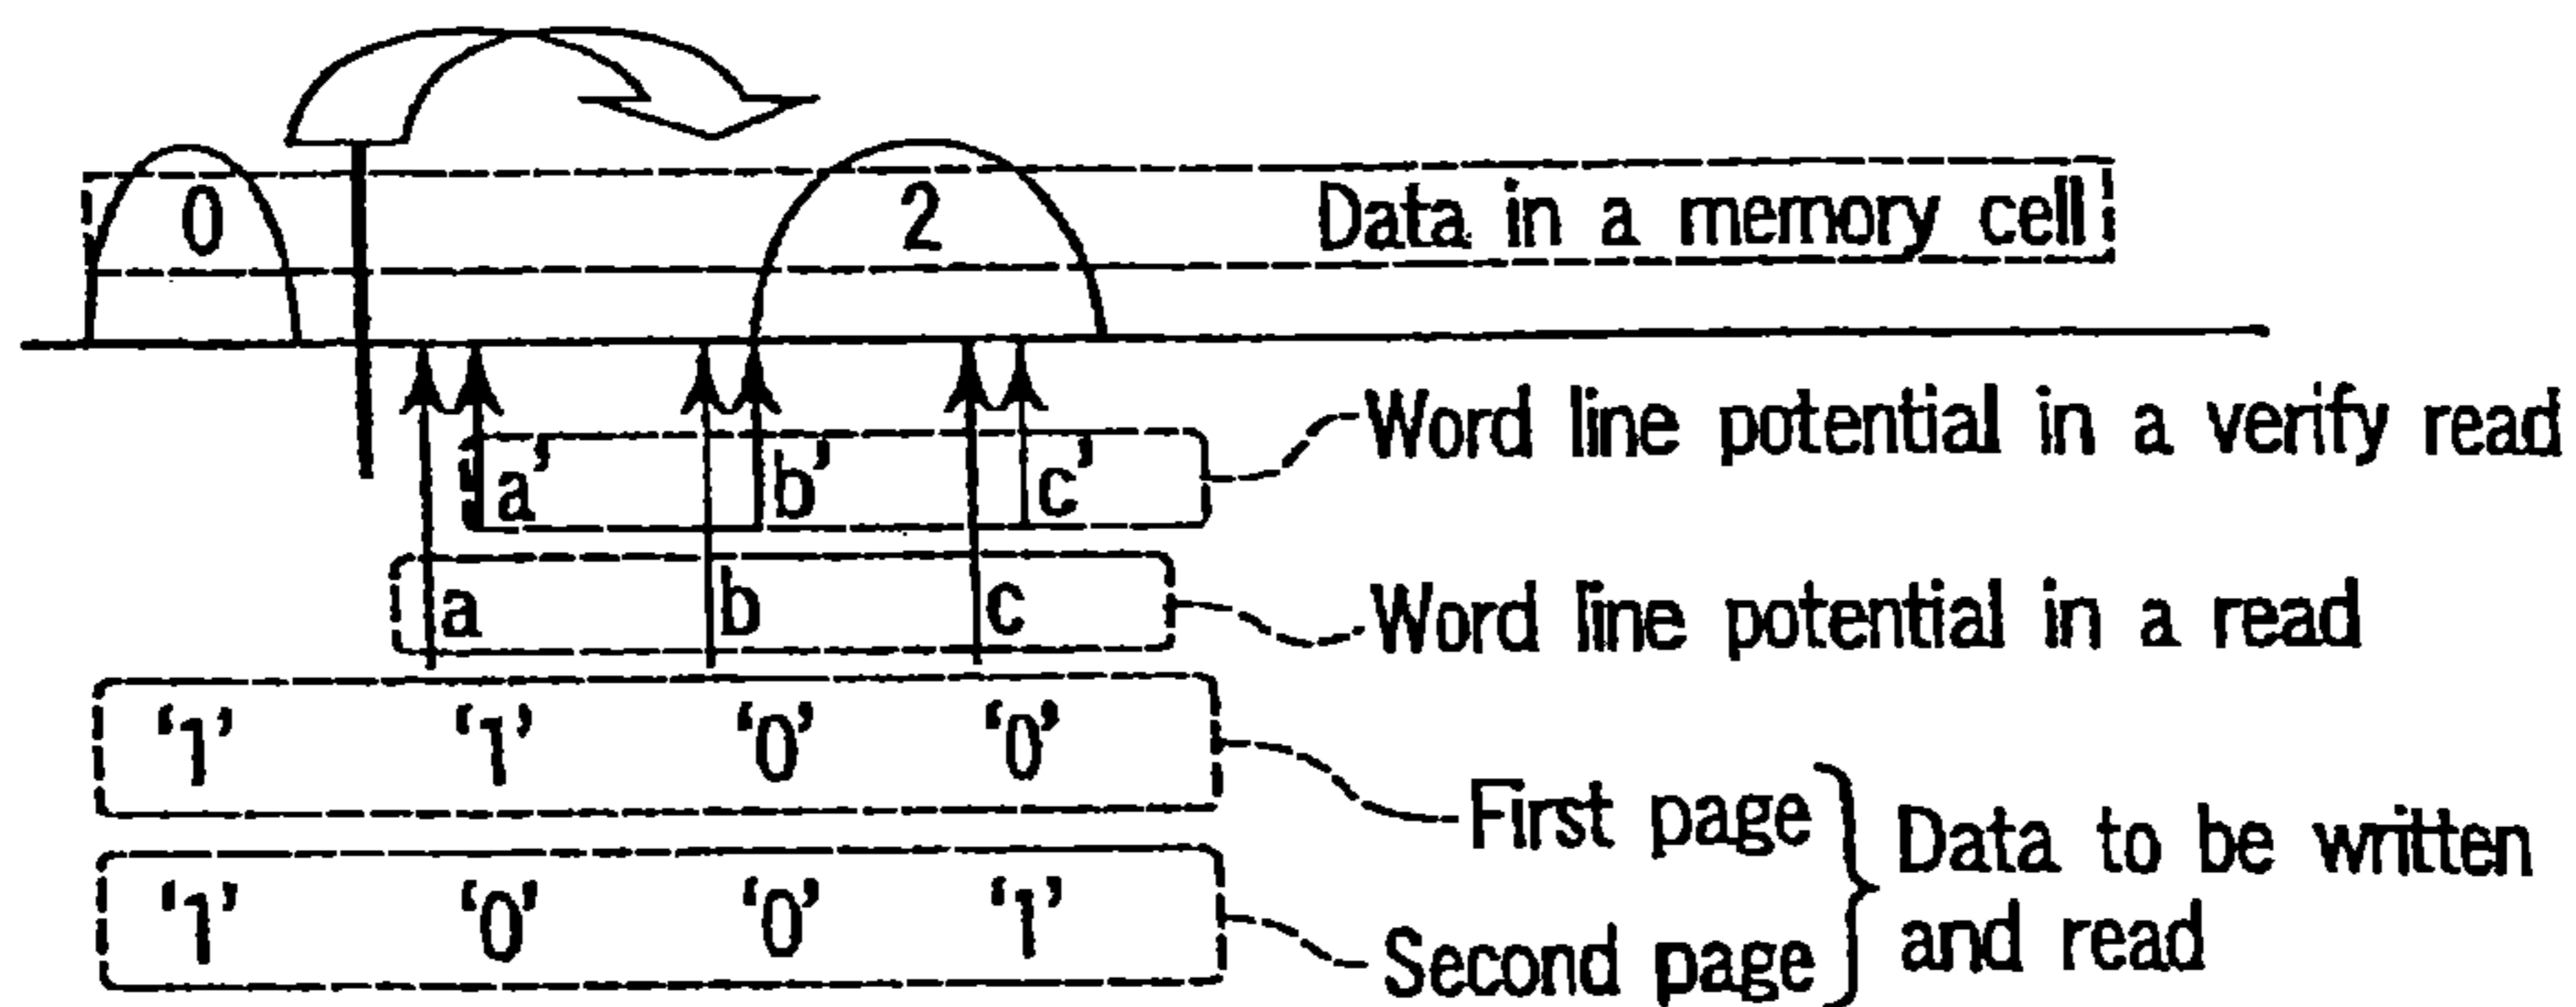 0 2 Data in a memory cell
a' b' c' Word line potential in a verify read
a b c Word line potential in a read
‘1’ ‘1’ ‘0’ ‘0’
First page
‘1’ ‘0’ ‘0’ ‘1’
Second page
Data to be written
and read